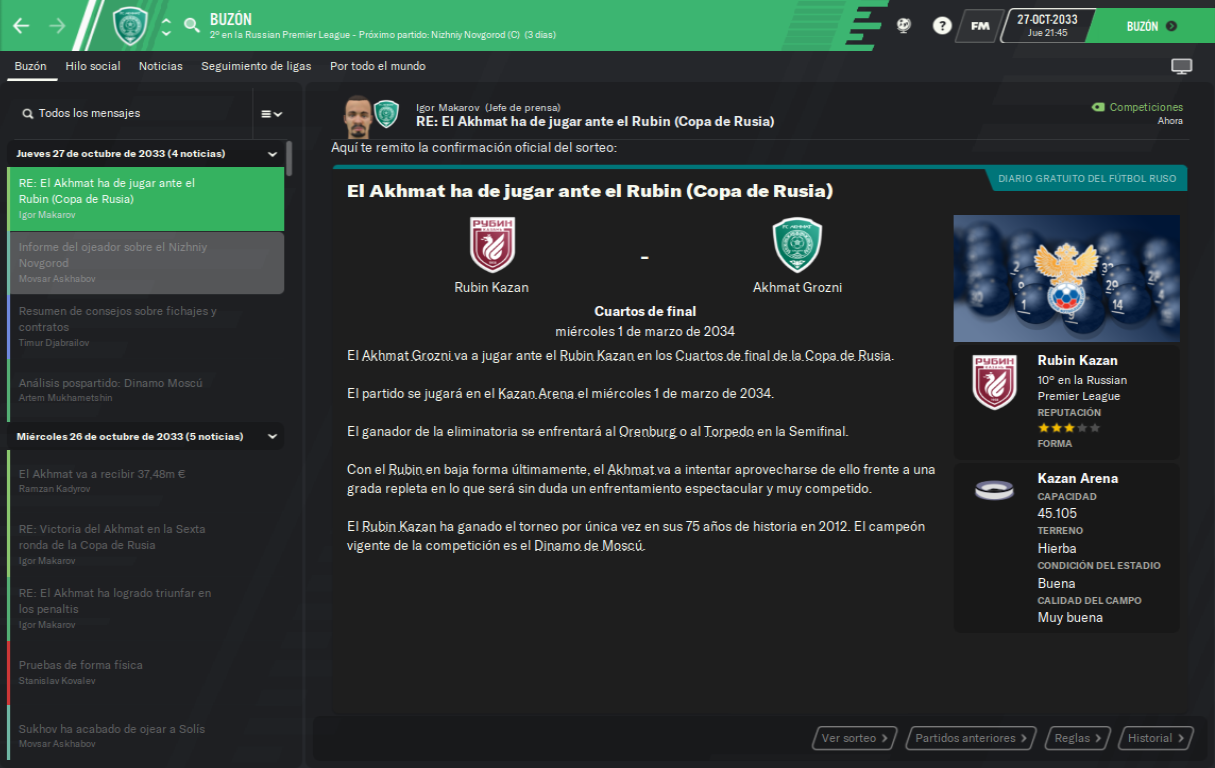 BUZÓN
2º en la Russian Premier League - Próximo partido: Nizhniy Novgorod (C) (3 días)
?
FM
27-OCT-2033
Jue 21:45
BUZÓN
Buzón
Hilo social
Noticias
Seguimiento de ligas
Por todo el mundo
Todos los mensajes
Jueves 27 de octubre de 2033 (4 noticias)
RE: El Akhmat ha de jugar ante el
Rubin (Copa de Rusia)
Igor Makarov
Informe del ojeador sobre el Nizhniy
Novgorod
Movsar Askhabov
Resumen de consejos sobre fichajes y
contratos
Timur Djabrailov
Análisis pospartido: Dinamo Moscú
Artem Mukhametshin
Miércoles 26 de octubre de 2033 (5 noticias)
El Akhmat va a recibir 37,48m €
Ramzan Kadyrov
RE: Victoria del Akhmat en la Sexta
ronda de la Copa de Rusia
Igor Makarov
RE: El Akhmat ha logrado triunfar en
los penaltis
Igor Makarov
Pruebas de forma física
Stanislav Kovalev
Sukhov ha acabado de ojear a Solís
Movsar Askhabov
Igor Makarov (Jefe de prensa)
RE: El Akhmat ha de jugar ante el Rubin (Copa de Rusia)
Competiciones
Ahora
Aquí te remito la confirmación oficial del sorteo:
DIARIO GRATUITO DEL FÚTBOL RUSO
El Akhmat ha de jugar ante el Rubin (Copa de Rusia)
РУБИН
-
Rubin Kazan
Akhmat Grozni
Cuartos de final
miércoles 1 de marzo de 2034
El Akhmat Grozni va a jugar ante el Rubin Kazan en los Cuartos de final de la Copa de Rusia.
El partido se jugará en el Kazan Arena el miércoles 1 de marzo de 2034.
El ganador de la eliminatoria se enfrentará al Orenburg o al Torpedo en la Semifinal.
Con el Rubin en baja forma últimamente, el Akhmat va a intentar aprovecharse de ello frente a una
grada repleta en lo que será sin duda un enfrentamiento espectacular y muy competido.
El Rubin Kazan ha ganado el torneo por única vez en sus 75 años de historia en 2012. El campeón
vigente de la competición es el Dinamo de Moscú.
РУБИН
Rubin Kazan
10º en la Russian
Premier League
REPUTACIÓN
FORMA
Kazan Arena
CAPACIDAD
45.105
TERRENO
Hierba
CONDICIÓN DEL ESTADIO
Buena
CALIDAD DEL CAMPO
Muy buena
Ver sorteo
Partidos anteriores
Reglas
Historial